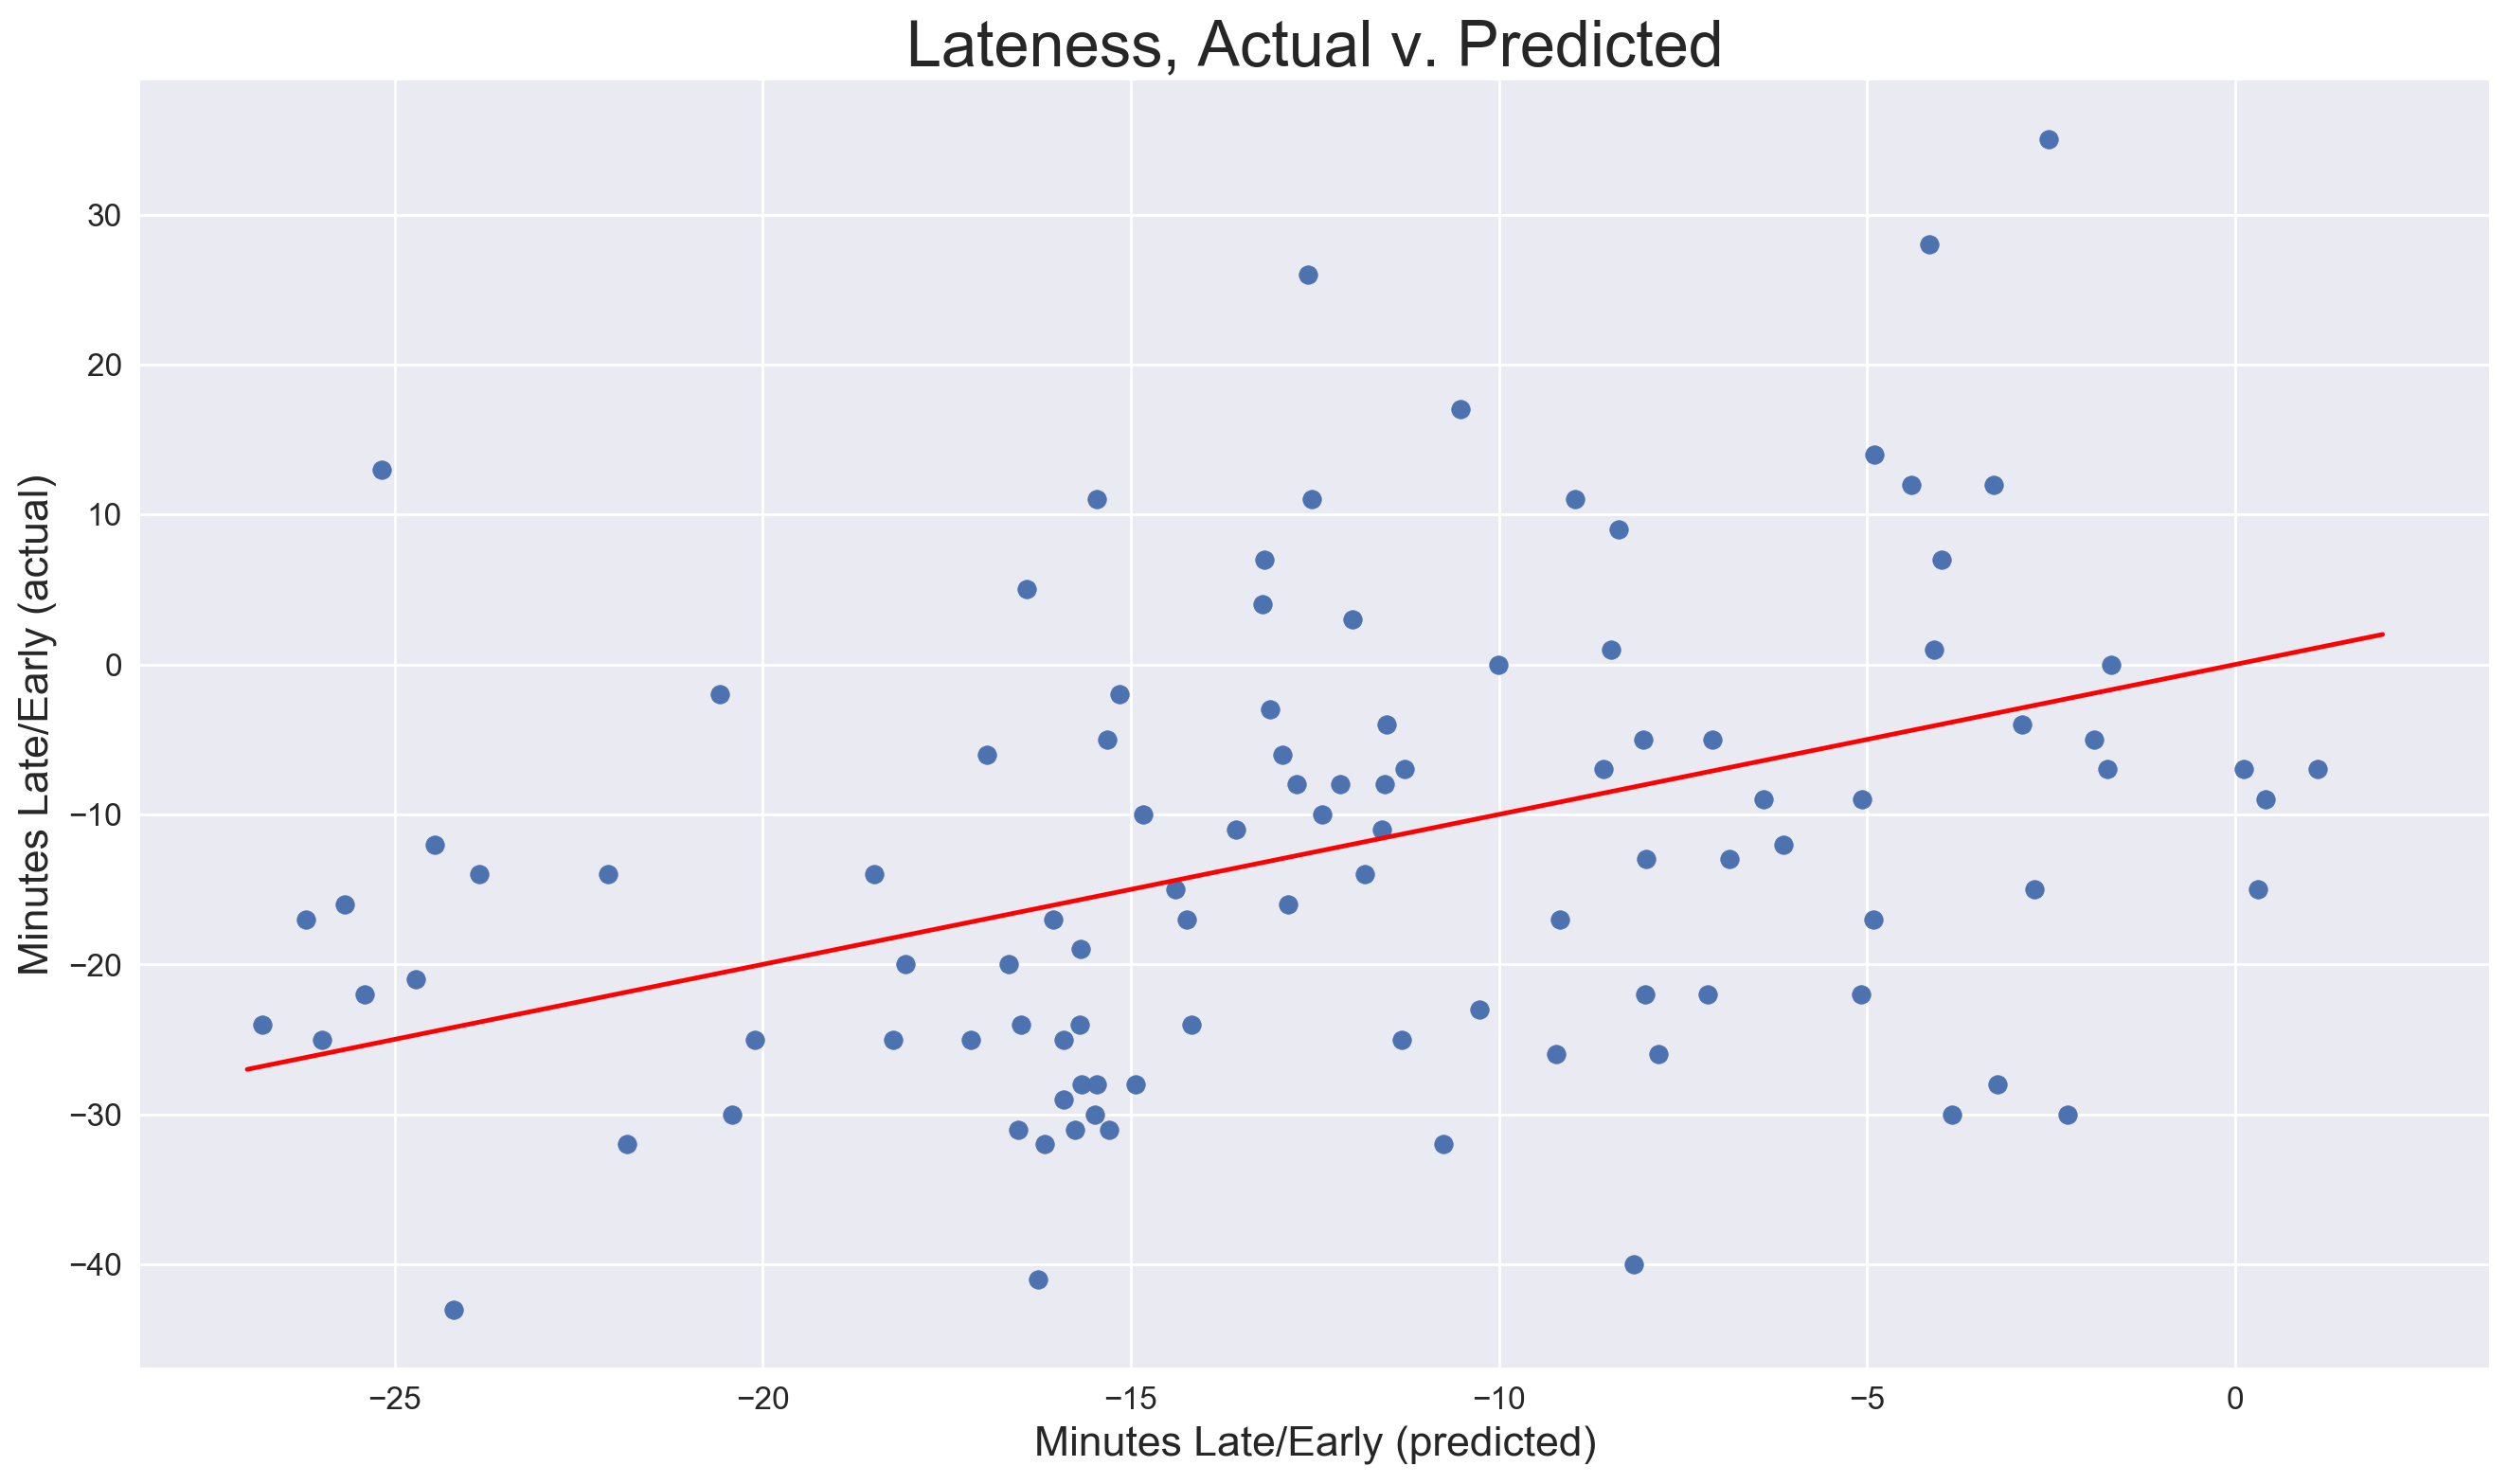 Lateness, Actual v. Predicted
Minutes Late/Early (actual)
30
20
10
0
−10
−20
−30
−40
−25 −20 −15 −10 −5 0
Minutes Late/Early (predicted)